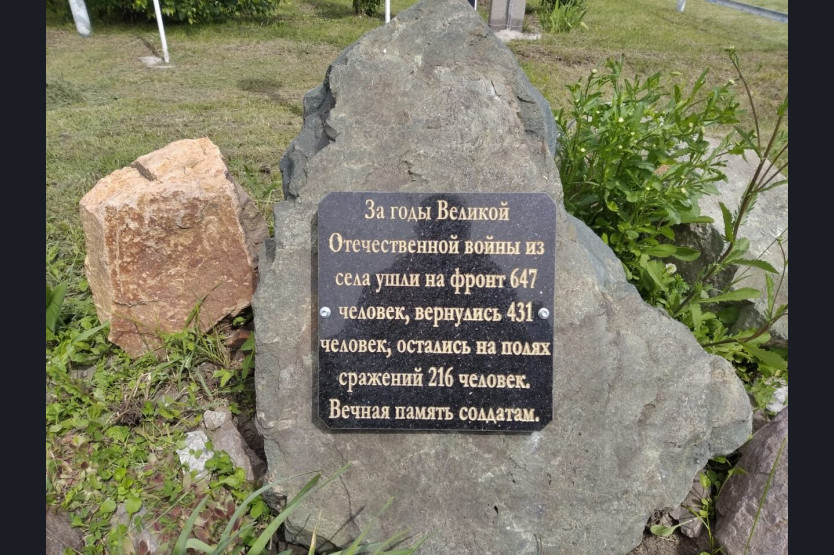 За годы Великой
Отечественной войны из
села ушли на фронт 647
человек, вернулись 431
человек, остались на полях
сражений 216 человек.
Вечная память солдатам.